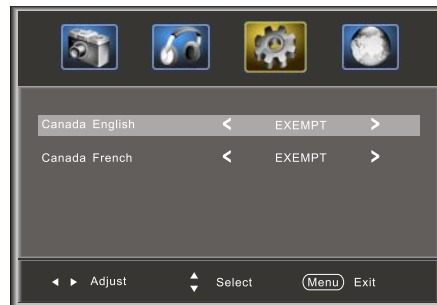 Canada English < EXEMPT >
Canada French < EXEMPT >
Adjust Select Menu Exit